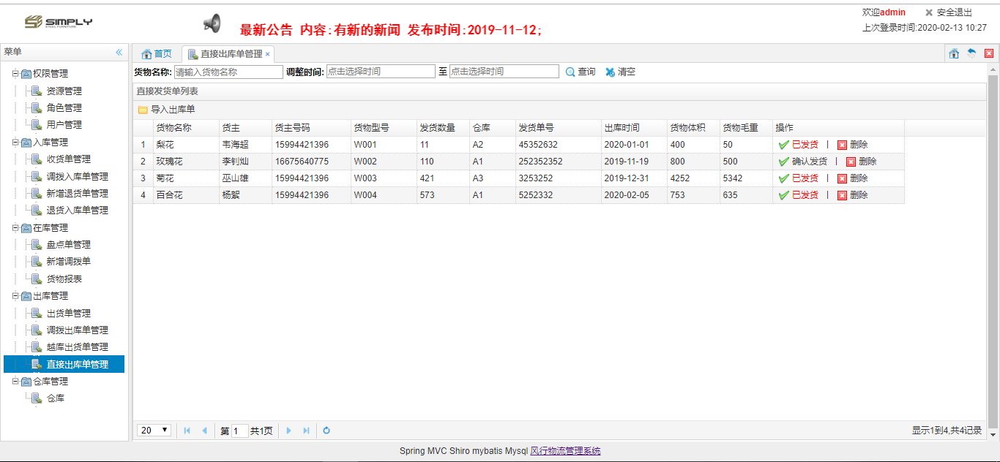 SIMPLY
最新公告 内容:有新的新闻 发布时间:2019-11-12;
欢迎admin 安全退出
上次登录时间:2020-02-13 10:27
菜单
权限管理
资源管理
角色管理
用户管理
入库管理
收货单管理
调拨入库单管理
新增退货单管理
退货入库单管理
在库管理
盘点单管理
新增调拨单
货物报表
出库管理
出货单管理
调拨出库单管理
越库出货单管理
直接出库单管理
仓库管理
仓库
首页 直接出库单管理 ×
货物名称: 请输入货物名称 调整时间: 点击选择时间 至 点击选择时间 查询 清空
直接发货单列表
导入出库单
货物名称 货主 货主号码 货物型号 发货数量 仓库 发货单号 出库时间 货物体积 货物毛重 操作
1 梨花 韦海超 15994421396 W001 11 A2 45352632 2020-01-01 400 50 已发货 | 删除
2 玫瑰花 李钊灿 16675640775 W002 110 A1 252352352 2019-11-19 800 500 确认发货 | 删除
3 菊花 巫山雄 15994421396 W003 421 A3 3253252 2019-12-31 4252 5342 已发货 | 删除
4 百合花 杨絮 15994421396 W004 573 A1 5252332 2020-02-05 753 635 已发货 | 删除
20 第 1 共1页 显示1到4,共4记录
Spring MVC Shiro mybatis Mysql 风行物流管理系统